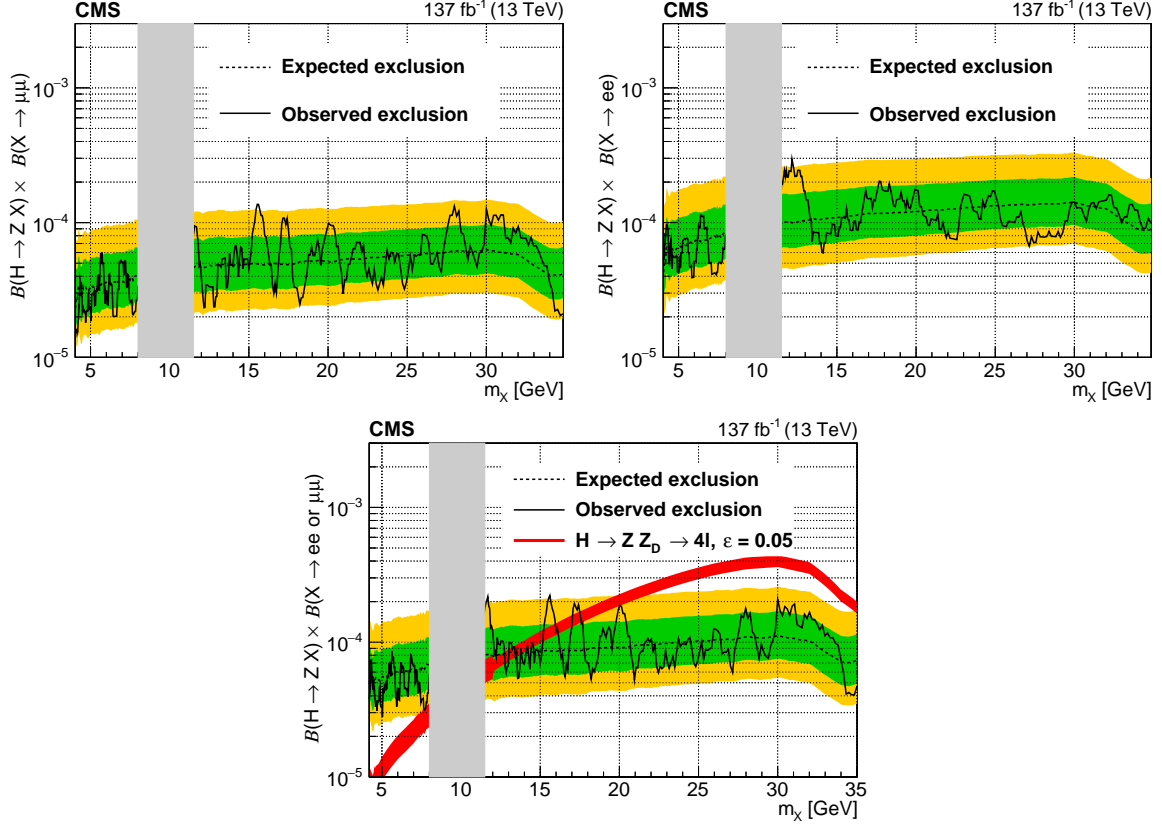 CMS 137 fb⁻¹ (13 TeV)
B(H → Z X) × B(X → μμ)
10⁻³
10⁻⁴
10⁻⁵
Expected exclusion
Observed exclusion
5 10 15 20 25 30
m_X [GeV]
CMS 137 fb⁻¹ (13 TeV)
B(H → Z X) × B(X → ee)
10⁻³
10⁻⁴
10⁻⁵
Expected exclusion
Observed exclusion
5 10 15 20 25 30
m_X [GeV]
CMS 137 fb⁻¹ (13 TeV)
B(H → Z X) × B(X → ee or μμ)
10⁻³
10⁻⁴
10⁻⁵
Expected exclusion
Observed exclusion
H → Z Z_D → 4l, ε = 0.05
5 10 15 20 25 30 35
m_X [GeV]